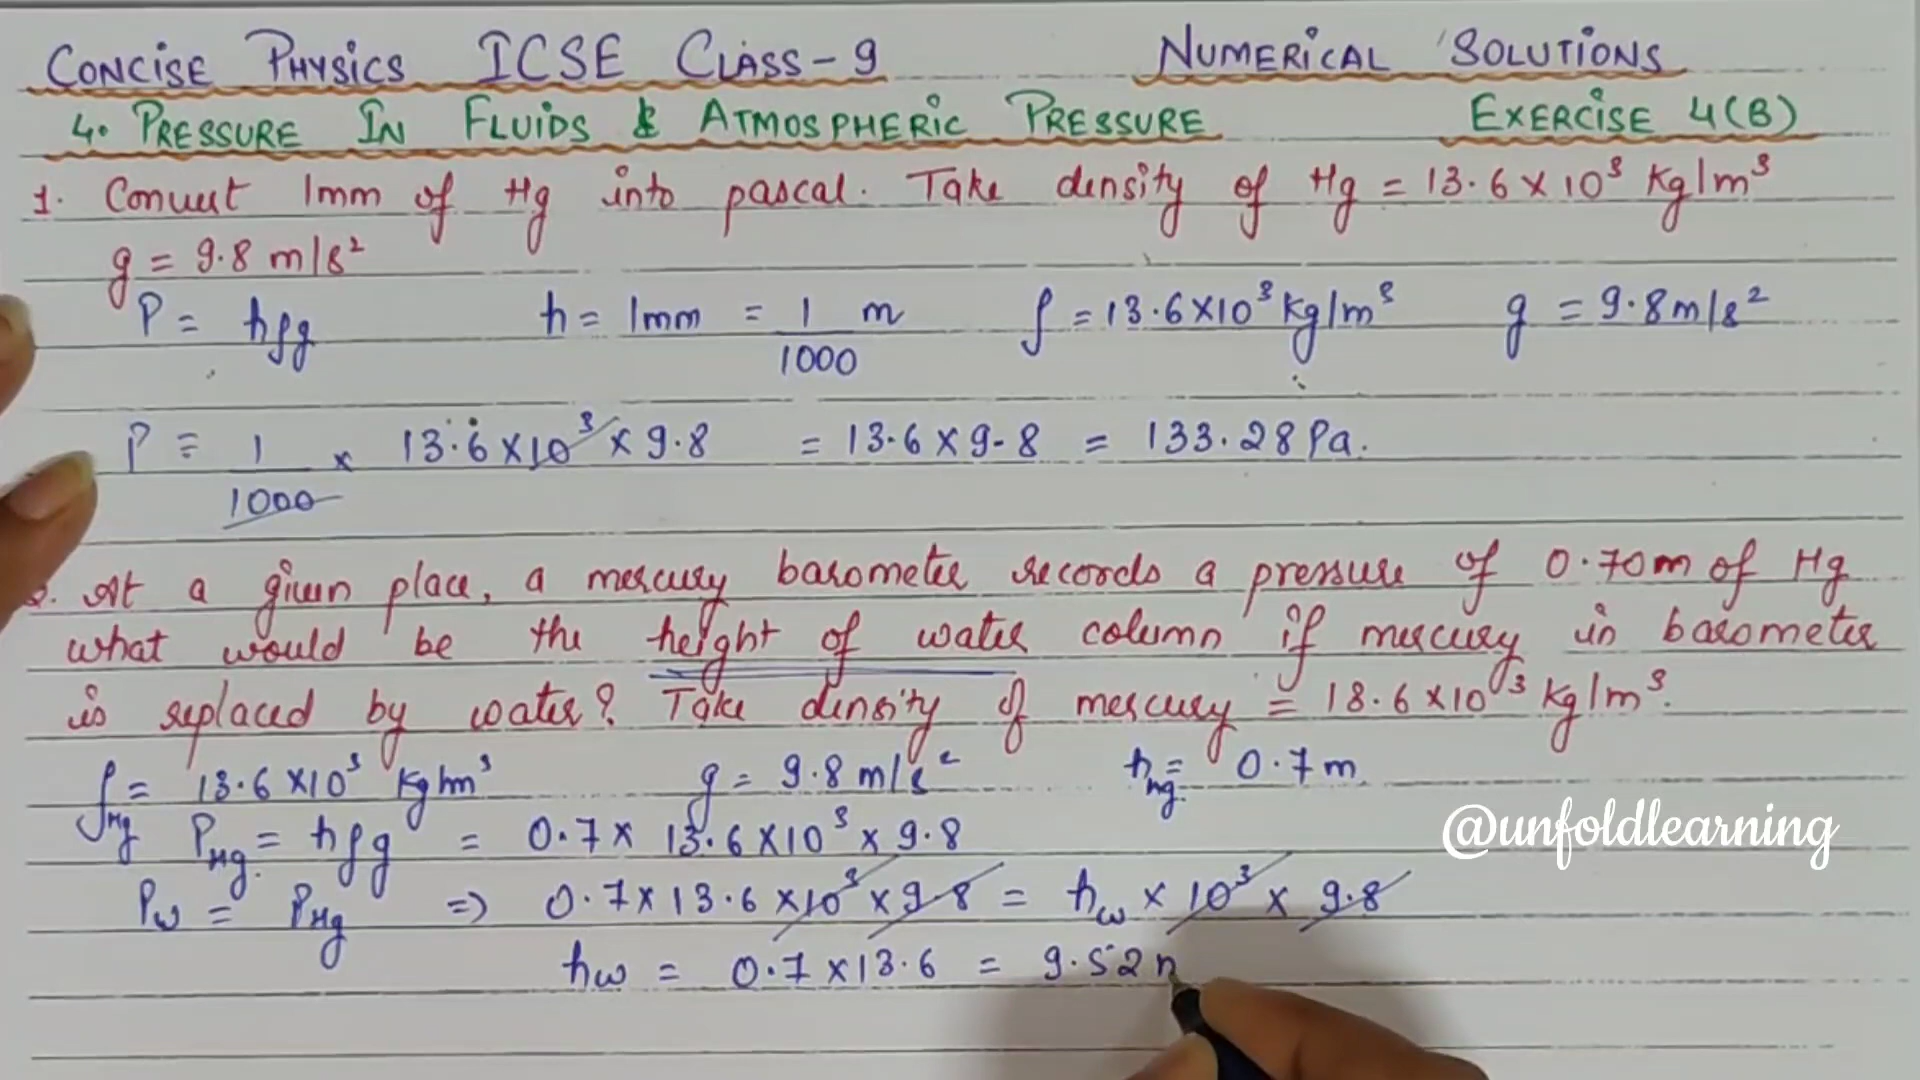 CONCISE PHYSICS ICSE CLASS-9 NUMERICAL SOLUTIONS
4. PRESSURE IN FLUIDS & ATMOSPHERIC PRESSURE EXERCISE 4(B)
1. Convert 1mm of Hg into pascal. Take density of Hg = 13.6 × 10³ Kg/m³
g = 9.8 m/s²
P = hρg h = 1mm = 1/1000 m ρ = 13.6×10³ Kg/m³ g = 9.8 m/s²
P = 1/1000 × 13.6 × 10³ × 9.8 = 13.6 × 9.8 = 133.28 Pa.
2. At a given place, a mercury barometer records a pressure of 0.70m of Hg
what would be the height of water column if mercury in barometer
is replaced by water? Take density of mercury = 13.6×10³ Kg/m³.
ρHg = 13.6 ×10³ Kg/m³ g = 9.8 m/s² hHg = 0.7 m
PHg = hρg = 0.7 × 13.6 ×10³ × 9.8
@unfoldlearning
Pw = PHg => 0.7 × 13.6 ×10³ × 9.8 = hw × 10³ × 9.8
hw = 0.7 × 13.6 = 9.52